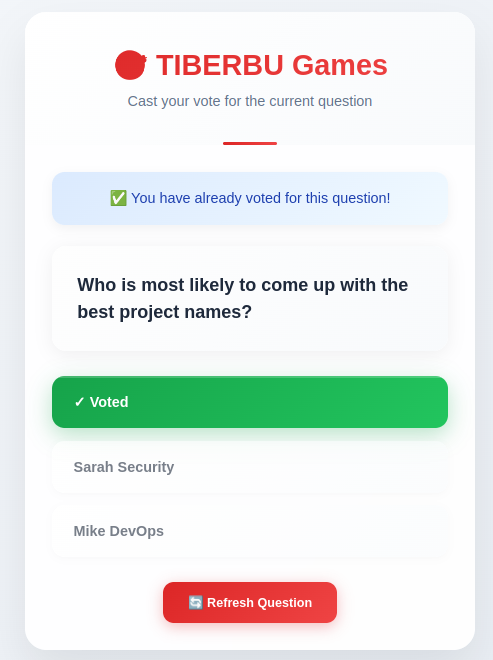 TIBERBU Games
Cast your vote for the current question
✅ You have already voted for this question!
Who is most likely to come up with the
best project names?
✓ Voted
Sarah Security
Mike DevOps
🔄 Refresh Question